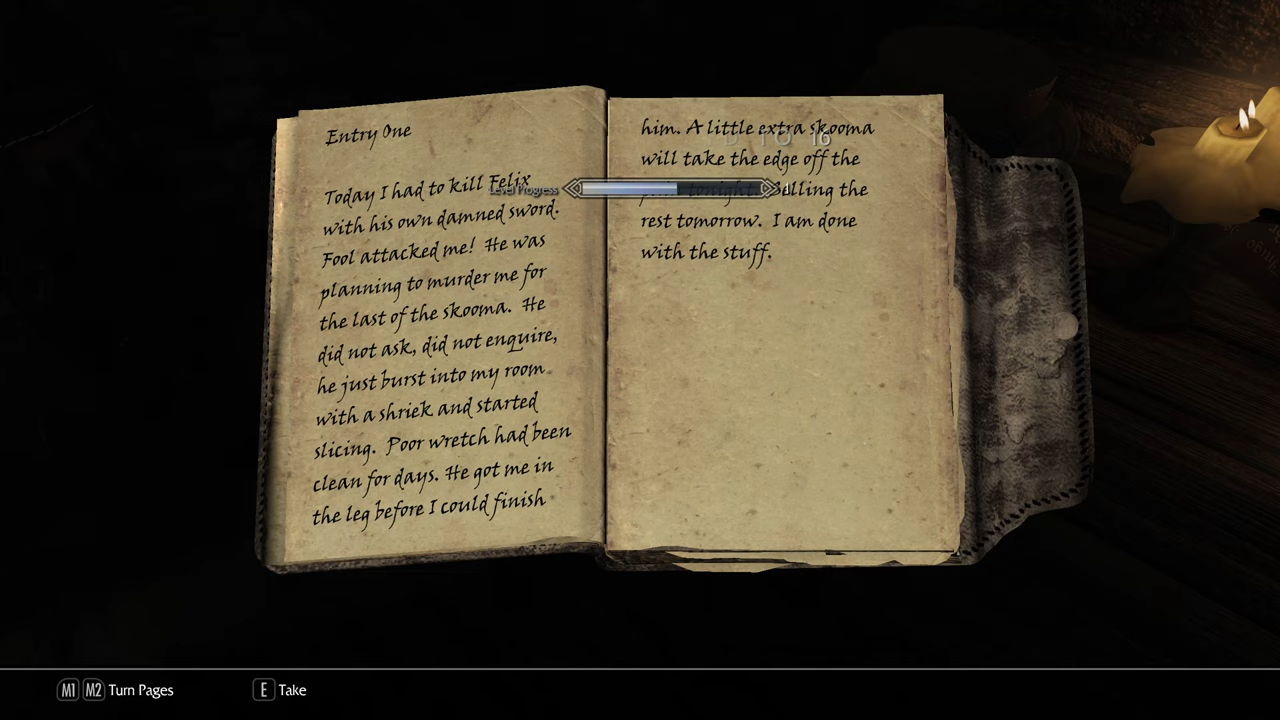 Entry One
Today I had to kill Felix
with his own damned sword.
Fool attacked me! He was
planning to murder me for
the last of the skooma. He
did not ask, did not enquire,
he just burst into my room
with a shriek and started
slicing. Poor wretch had been
clean for days. He got me in
the leg before I could finish
him. A little extra skooma
will take the edge off the
tonight. the
rest tomorrow. I am done
with the stuff.
TO 16
Level Progress
M1 M2 Turn Pages
E Take